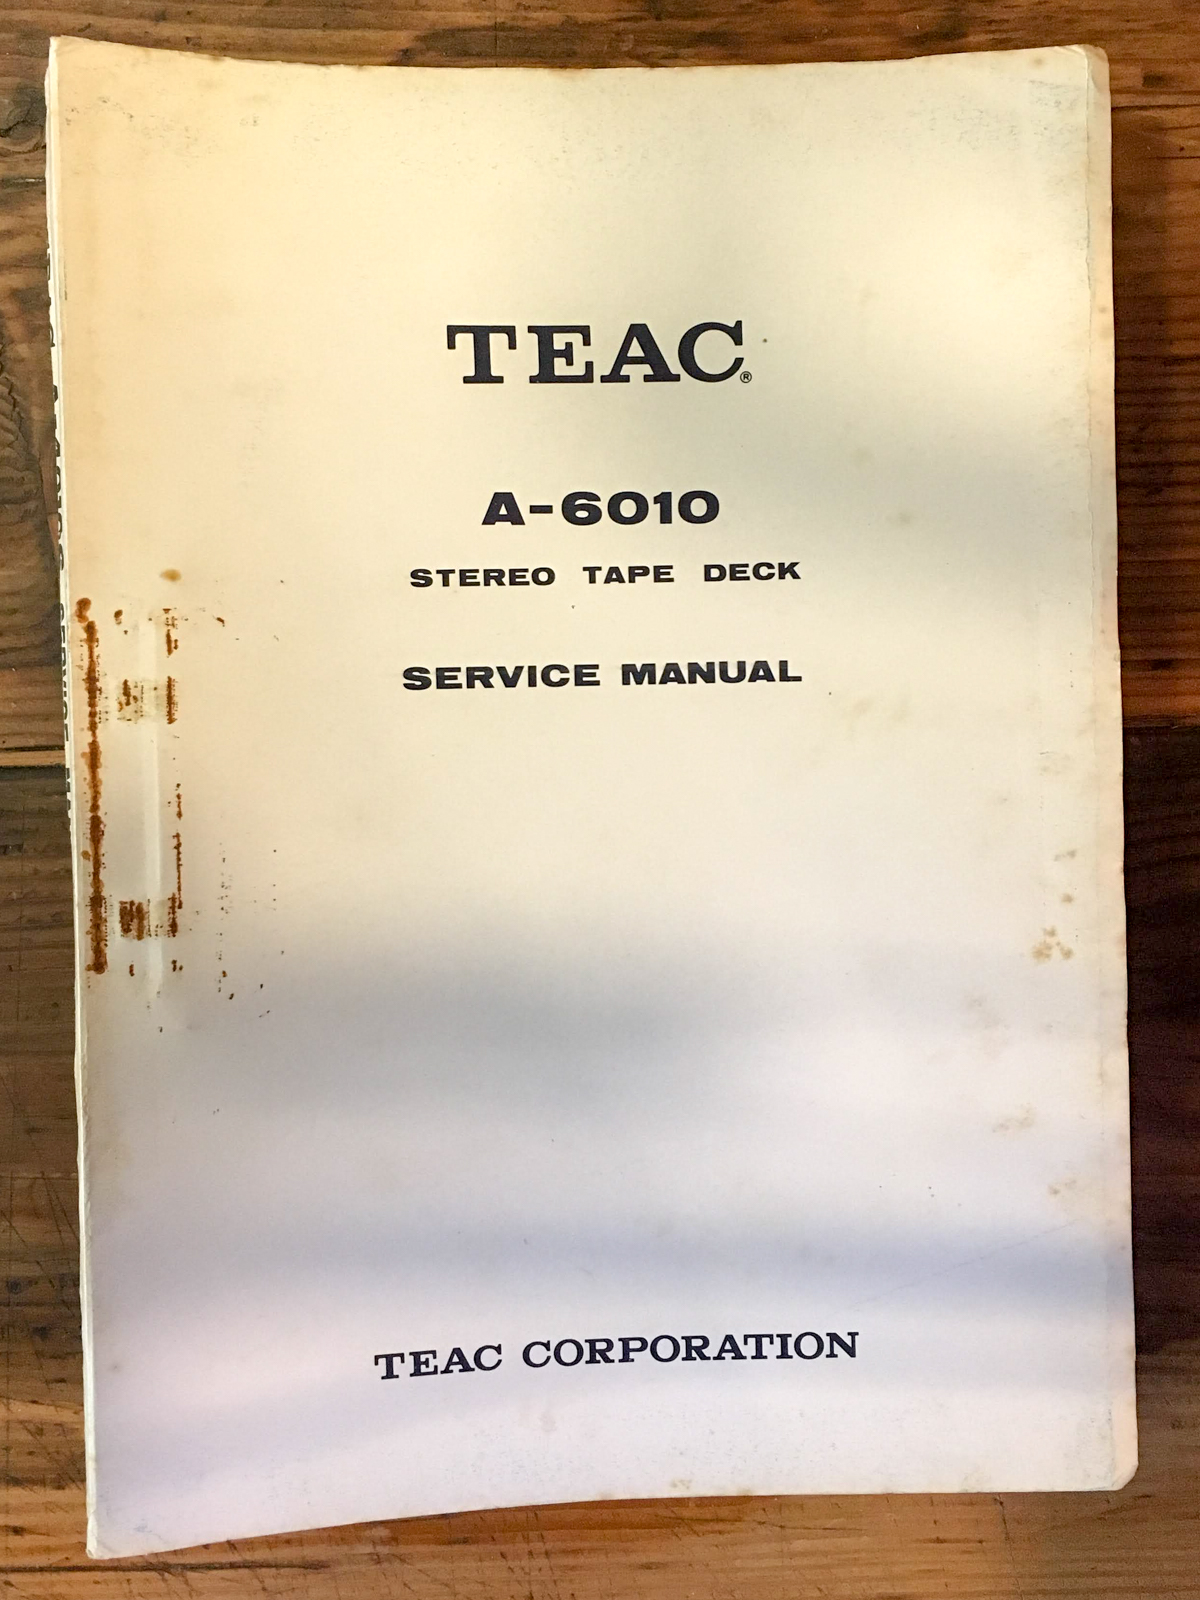 TEAC®
A-6010
STEREO TAPE DECK
SERVICE MANUAL
TEAC CORPORATION